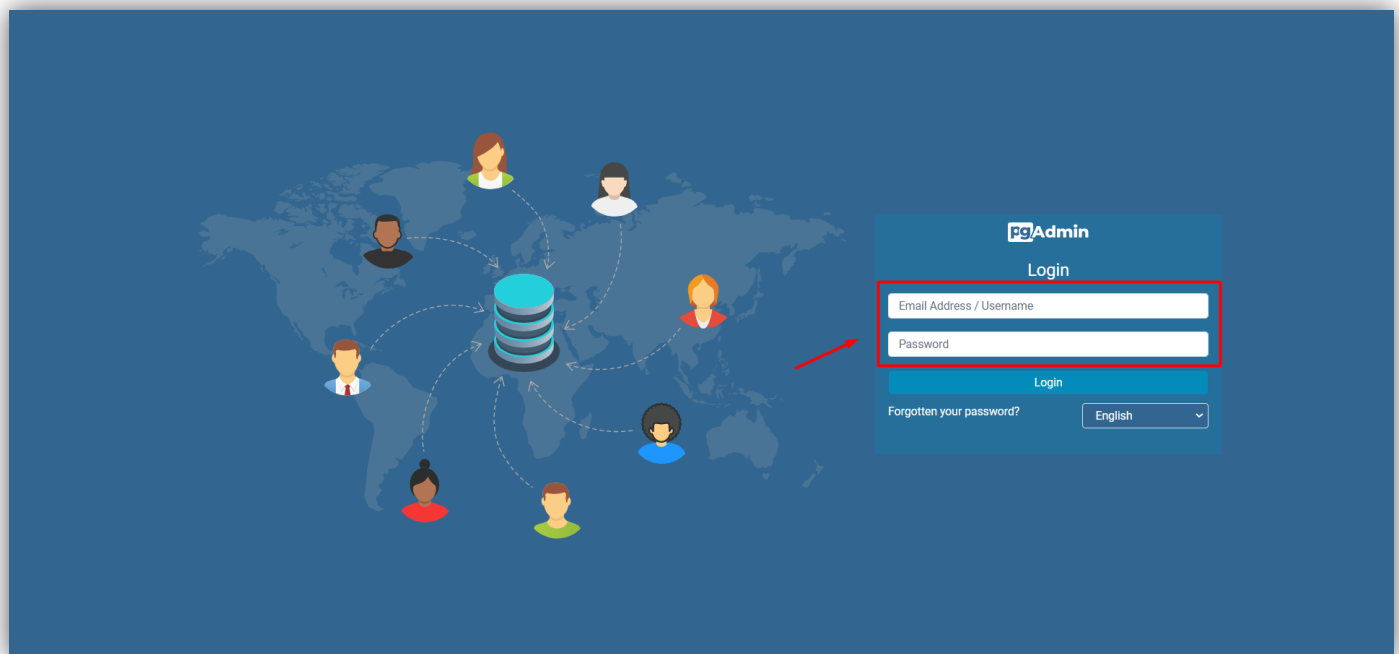 pgAdmin
Login
Email Address / Username
Password
Login
Forgotten your password?
English